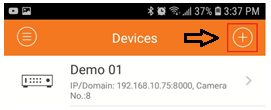 37% 3:37 PM
Devices
Demo 01
IP/Domain: 192.168.10.75:8000, Camera
No.:8